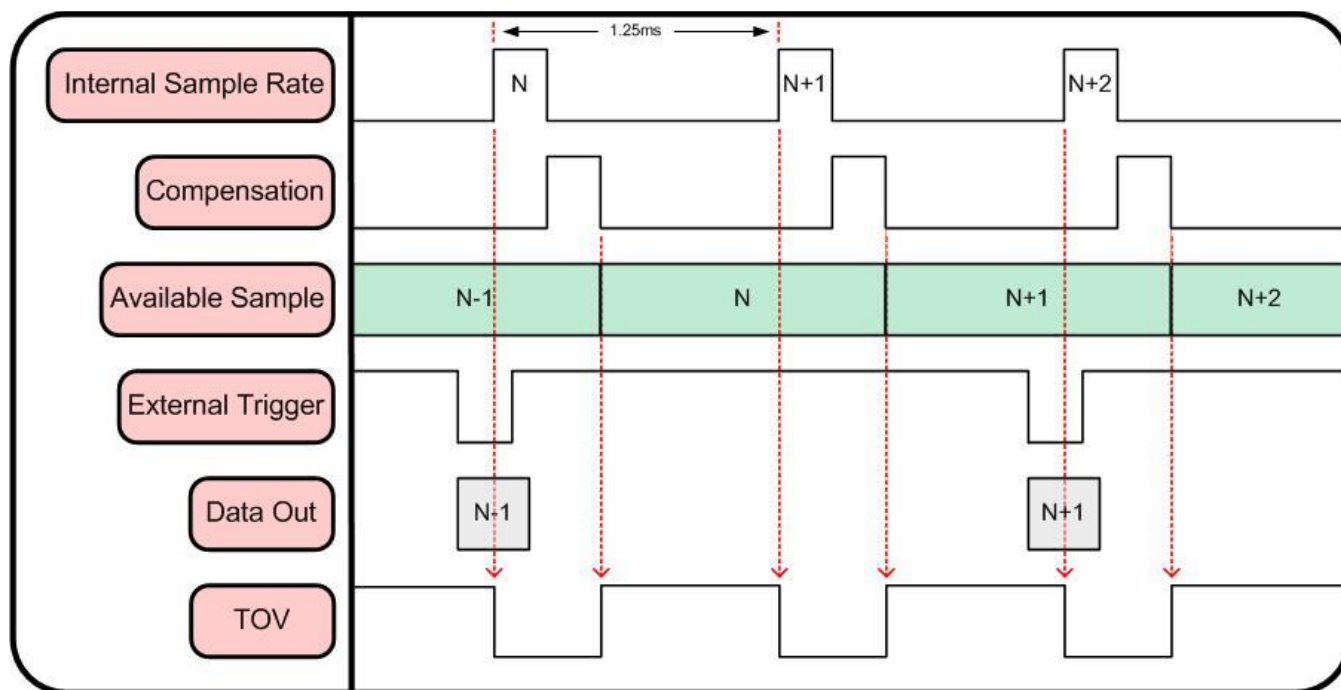 1.25ms
Internal Sample Rate
N
N+1
N+2
Compensation
Available Sample
N-1
N
N+1
N+2
External Trigger
Data Out
N-1
N+1
TOV